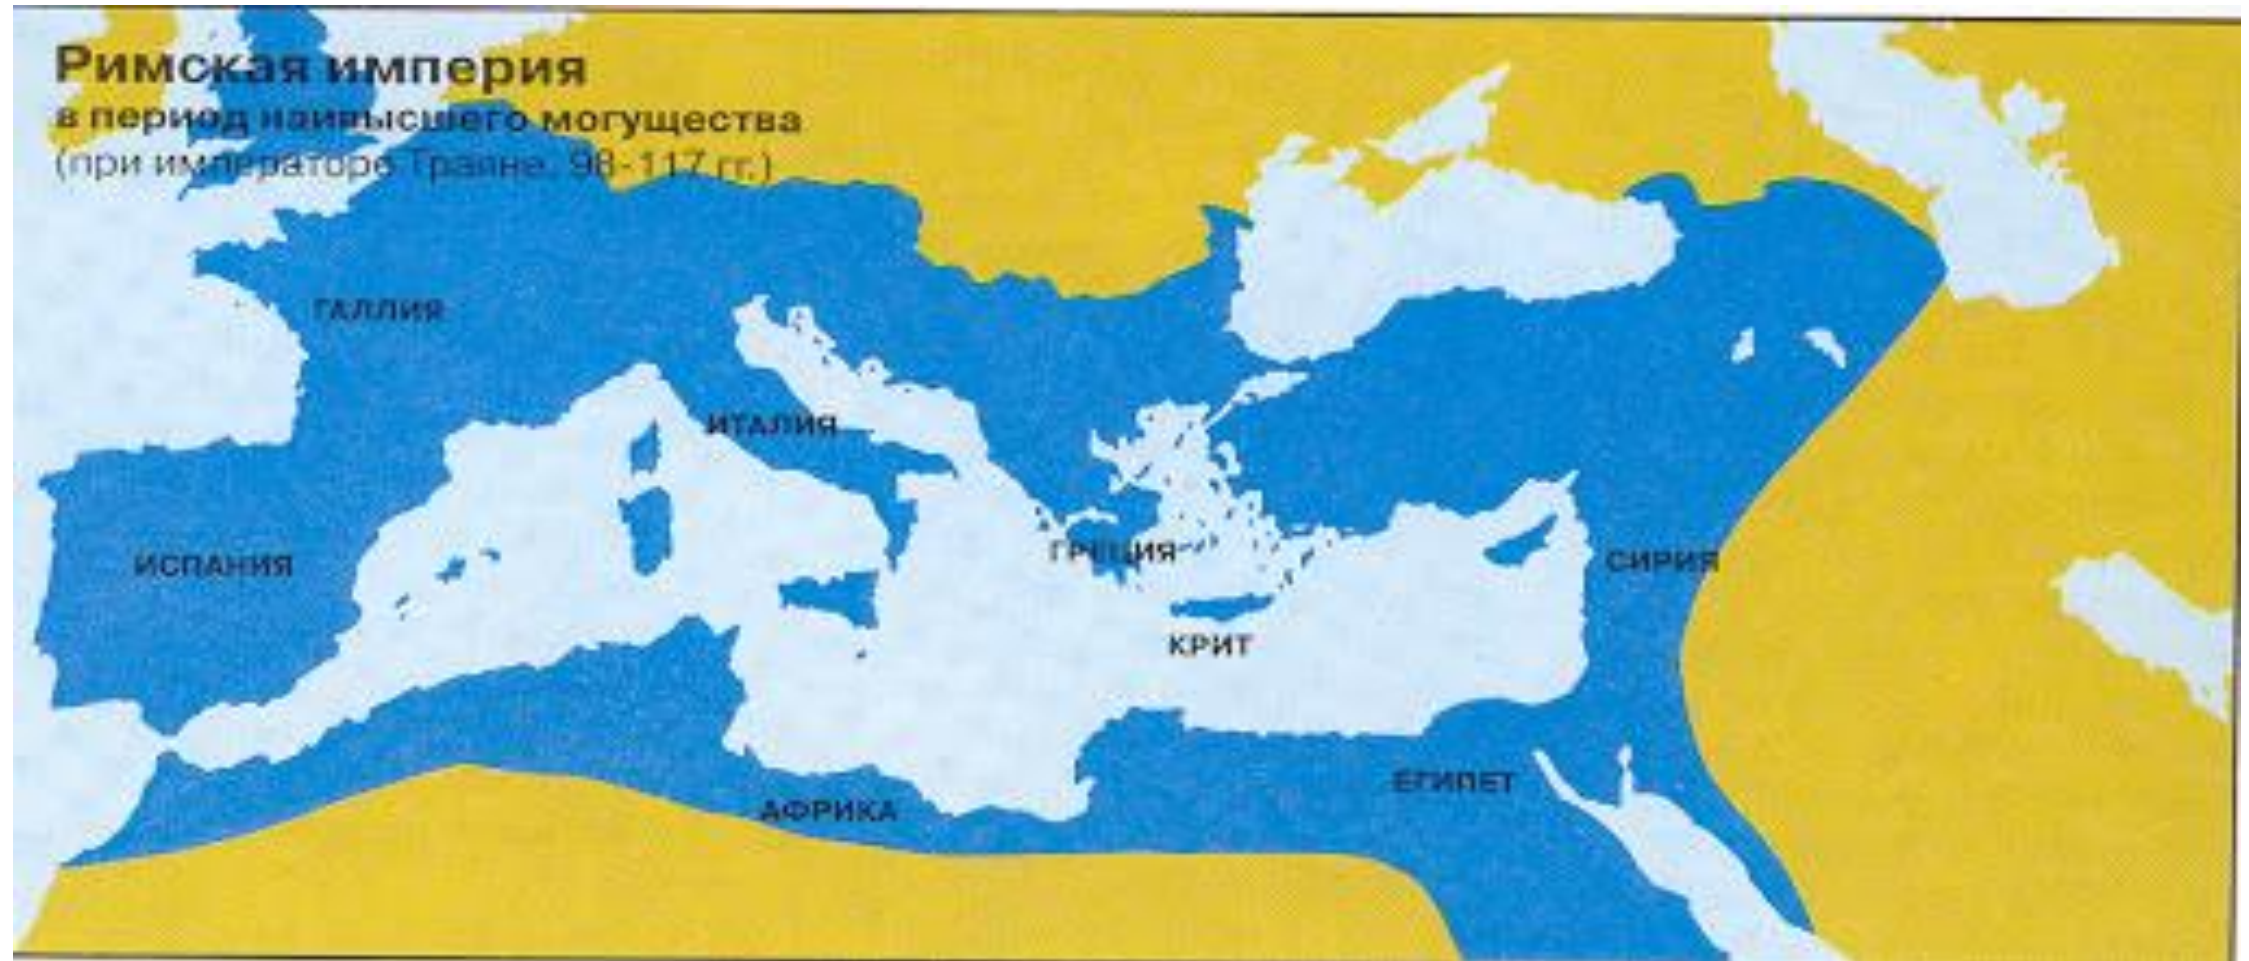 Римская империя
в период наивысшего могущества
(при императоре Траяне, 98-117 гг.)
ГАЛЛИЯ
ИТАЛИЯ
ИСПАНИЯ
ГРЕЦИЯ
СИРИЯ
КРИТ
ЕГИПЕТ
АФРИКА